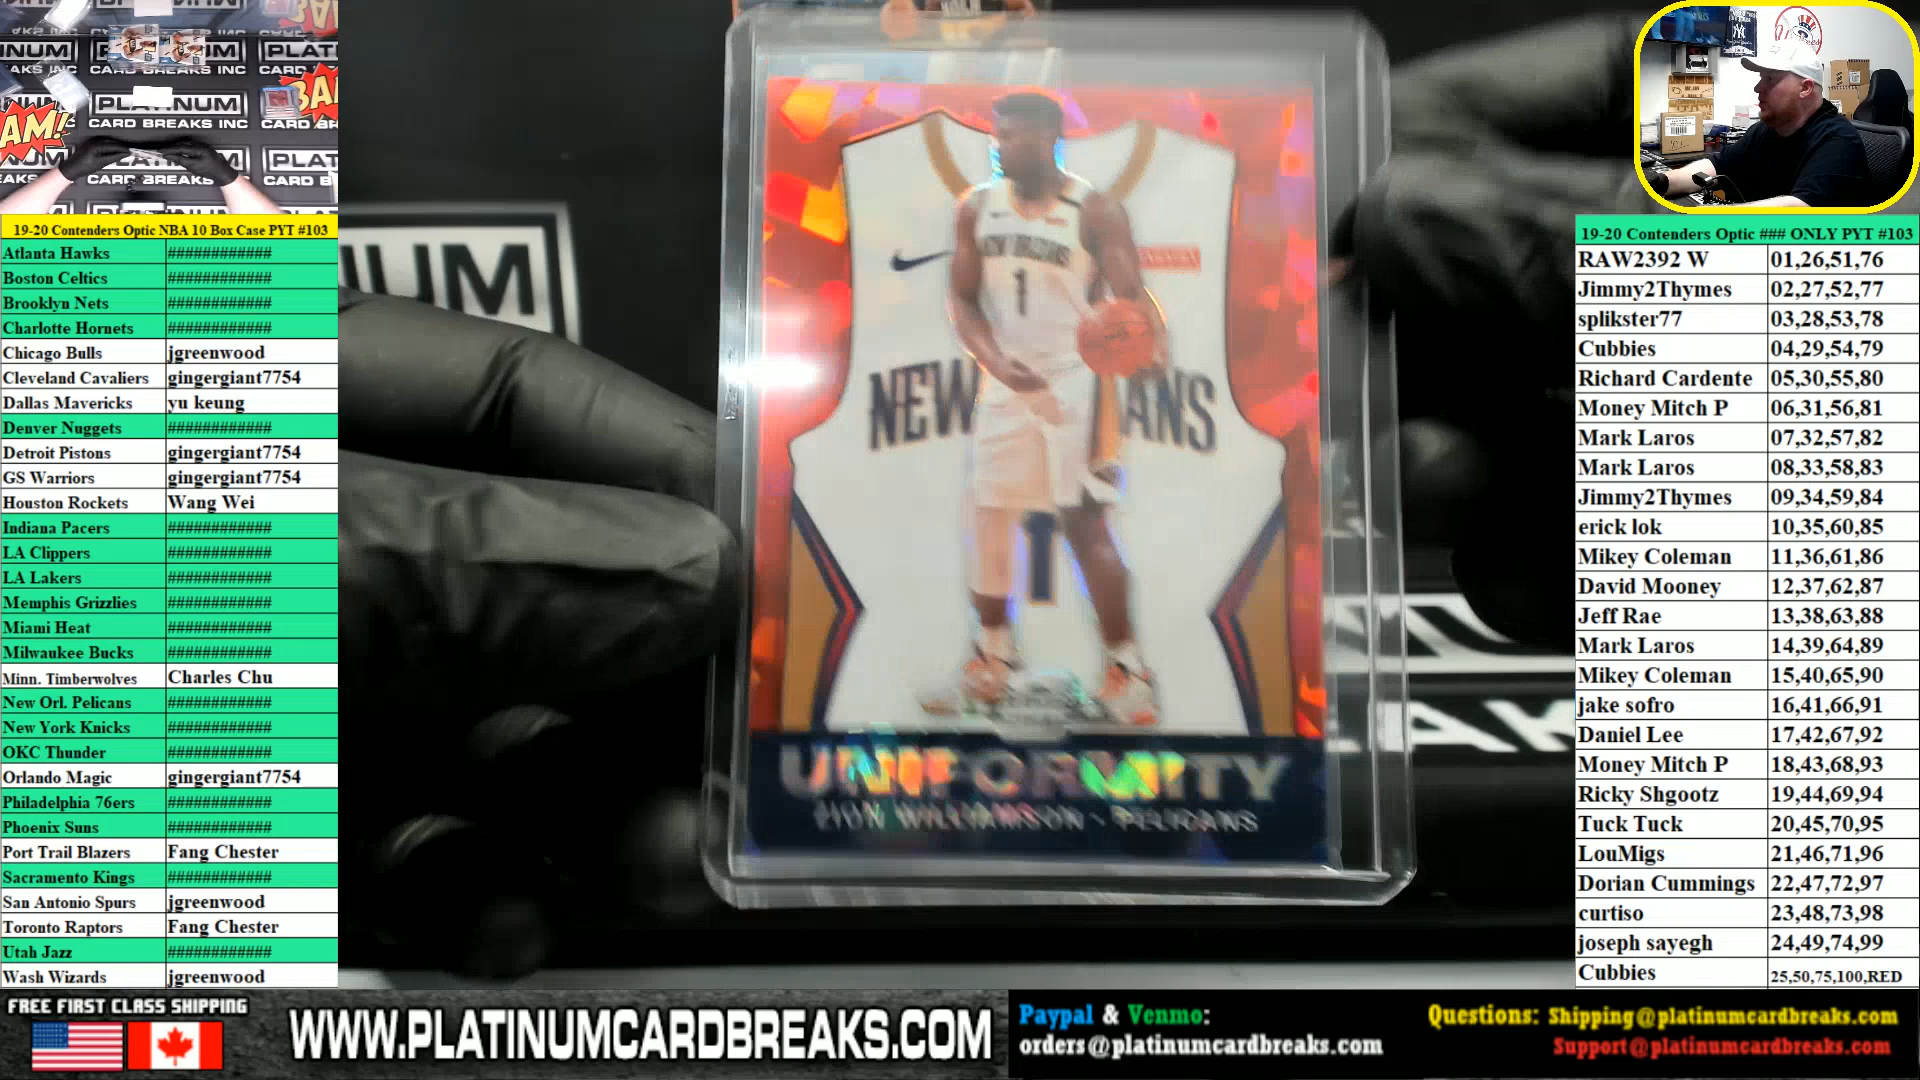 PLATINUM
CARD BREAKS INC
BAM!
19-20 Contenders Optic NBA 10 Box Case PYT #103
Atlanta Hawks ############
Boston Celtics ############
Brooklyn Nets ############
Charlotte Hornets ############
Chicago Bulls jgreenwood
Cleveland Cavaliers gingergiant7754
Dallas Mavericks yu keung
Denver Nuggets ############
Detroit Pistons gingergiant7754
GS Warriors gingergiant7754
Houston Rockets Wang Wei
Indiana Pacers ############
LA Clippers ############
LA Lakers ############
Memphis Grizzlies ############
Miami Heat ############
Milwaukee Bucks ############
Minn. Timberwolves Charles Chu
New Orl. Pelicans ############
New York Knicks ############
OKC Thunder ############
Orlando Magic gingergiant7754
Philadelphia 76ers ############
Phoenix Suns ############
Port Trail Blazers Fang Chester
Sacramento Kings ############
San Antonio Spurs jgreenwood
Toronto Raptors Fang Chester
Utah Jazz ############
Wash Wizards jgreenwood
NEW ORLEANS
1
NEW ANS
UNIFORMITY
ZION WILLIAMSON - PELICANS
19-20 Contenders Optic ### ONLY PYT #103
RAW2392 W 01,26,51,76
Jimmy2Thymes 02,27,52,77
splikster77 03,28,53,78
Cubbies 04,29,54,79
Richard Cardente 05,30,55,80
Money Mitch P 06,31,56,81
Mark Laros 07,32,57,82
Mark Laros 08,33,58,83
Jimmy2Thymes 09,34,59,84
erick lok 10,35,60,85
Mikey Coleman 11,36,61,86
David Mooney 12,37,62,87
Jeff Rae 13,38,63,88
Mark Laros 14,39,64,89
Mikey Coleman 15,40,65,90
jake sofro 16,41,66,91
Daniel Lee 17,42,67,92
Money Mitch P 18,43,68,93
Ricky Shgootz 19,44,69,94
Tuck Tuck 20,45,70,95
LouMigs 21,46,71,96
Dorian Cummings 22,47,72,97
curtiso 23,48,73,98
joseph sayegh 24,49,74,99
Cubbies 25,50,75,100,RED
FREE FIRST CLASS SHIPPING
WWW.PLATINUMCARDBREAKS.COM
Paypal & Venmo:
orders@platinumcardbreaks.com
Questions: Shipping@platinumcardbreaks.com
Support@platinumcardbreaks.com